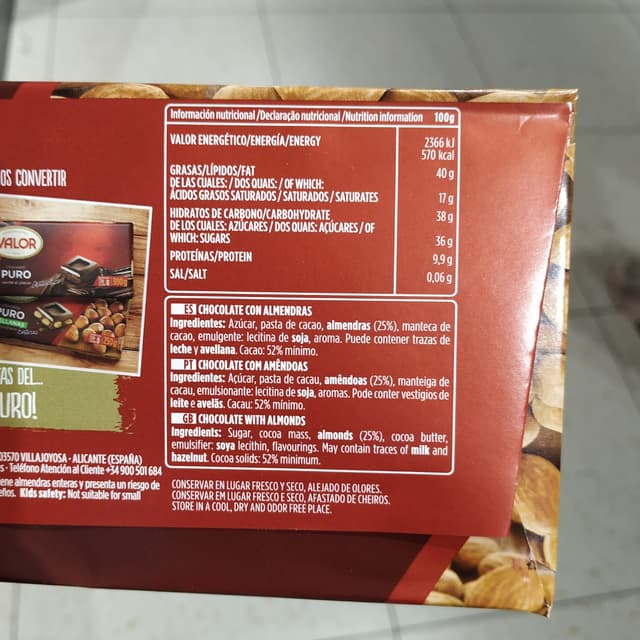 OS CONVERTIR
VALOR
PURO
PURO
AS DEL...
URO!
03570 VILLAJOYOSA - ALICANTE (ESPAÑA)
s - Teléfono Atención al Cliente +34 900 501 684
ene almendras enteras y presenta un riesgo de
eños. Kids safety: Not suitable for small
Información nutricional /Declaração nutricional /Nutrition information 100g
VALOR ENERGÉTICO/ENERGÍA/ENERGY 2366 kJ
570 kcal
GRASAS/LÍPIDOS/FAT 40 g
DE LAS CUALES: / DOS QUAIS: / OF WHICH:
ÁCIDOS GRASOS SATURADOS / SATURADOS / SATURATES 17 g
HIDRATOS DE CARBONO/CARBOHYDRATE 38 g
DE LOS CUALES: AZÚCARES / DOS QUAIS: AÇÚCARES / OF
WHICH: SUGARS 36 g
PROTEÍNAS/PROTEIN 9,9 g
SAL/SALT 0,06 g
ES CHOCOLATE CON ALMENDRAS
Ingredientes: Azúcar, pasta de cacao, almendras (25%), manteca de
cacao, emulgente: lecitina de soja, aroma. Puede contener trazas de
leche y avellana. Cacao: 52% mínimo.
PT CHOCOLATE COM AMÊNDOAS
Ingredientes: Açúcar, pasta de cacau, amêndoas (25%), manteiga de
cacau, emulsionante: lecitina de soja, aromas. Pode conter vestígios de
leite e avelãs. Cacau: 52% mínimo.
GB CHOCOLATE WITH ALMONDS
Ingredients: Sugar, cocoa mass, almonds (25%), cocoa butter,
emulsifier: soya lecithin, flavourings. May contain traces of milk and
hazelnut. Cocoa solids: 52% minimum.
CONSERVAR EN LUGAR FRESCO Y SECO, ALEJADO DE OLORES.
CONSERVAR EM LUGAR FRESCO E SECO, AFASTADO DE CHEIROS.
STORE IN A COOL, DRY AND ODOR FREE PLACE.